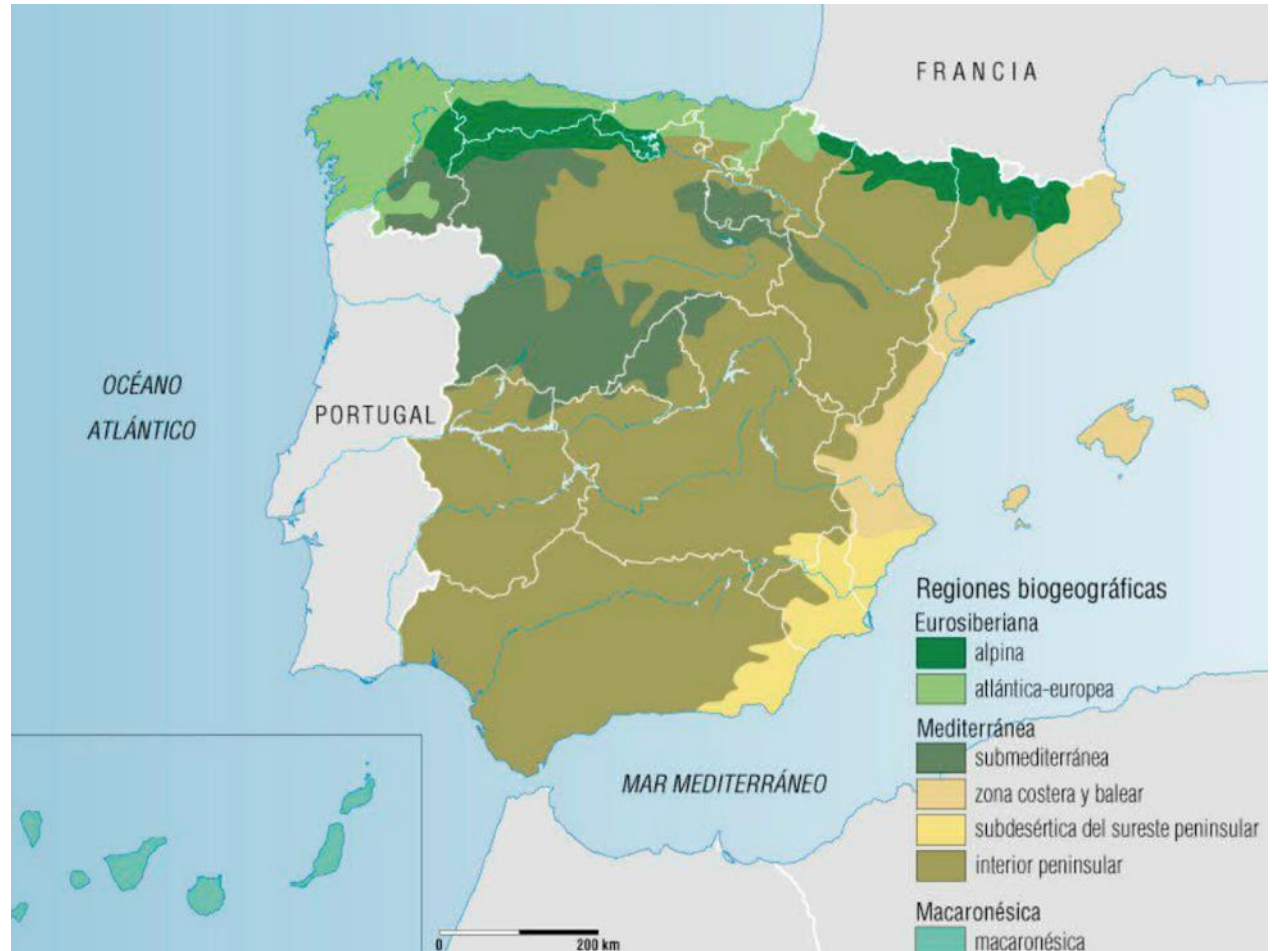 FRANCIA
OCÉANO
ATLÁNTICO
PORTUGAL
MAR MEDITERRÁNEO
Regiones biogeográficas
Eurosiberiana
alpina
atlántica-europea
Mediterránea
submediterránea
zona costera y balear
subdesértica del sureste peninsular
interior peninsular
Macaronésica
macaronésica
0 200 km